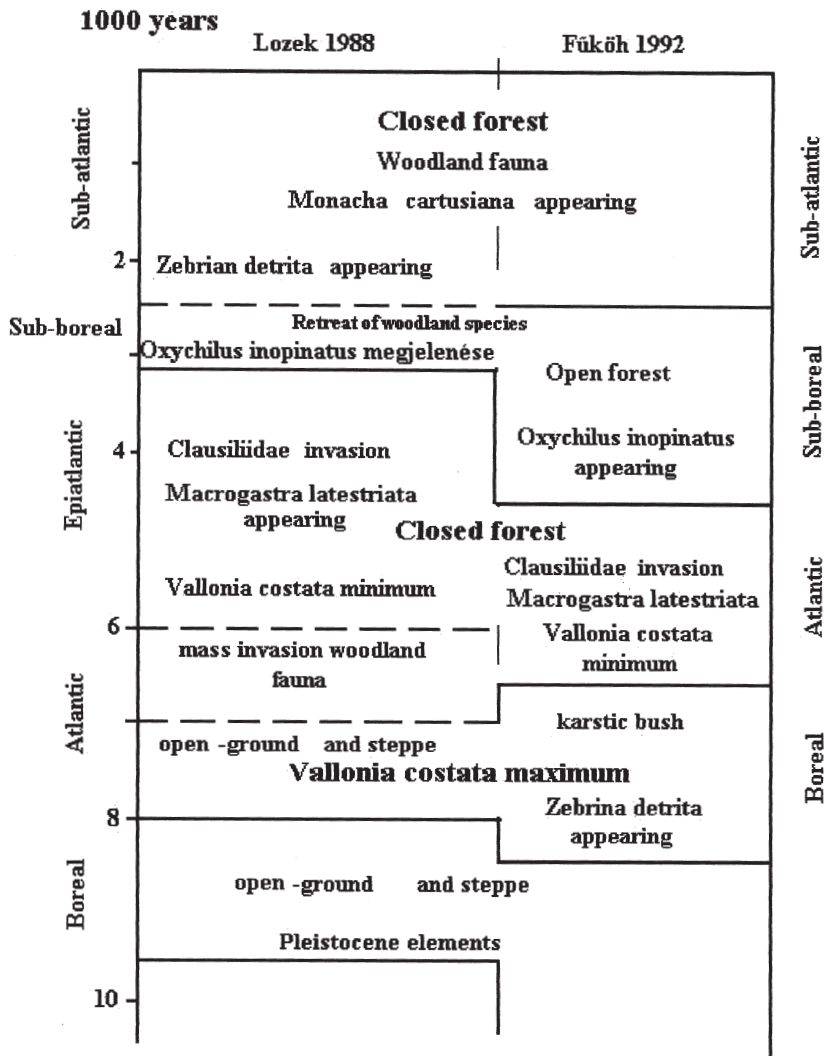 1000 years
Lozek 1988
Fűköh 1992
Sub-atlantic
Closed forest
Woodland fauna
Monacha cartusiana appearing
Sub-atlantic
2
Zebrian detrita appearing
Sub-boreal
Retreat of woodland species
Oxychilus inopinatus megjelenése
Open forest
Sub-boreal
Oxychilus inopinatus
appearing
Epiatlantic
4
Clausiliidae invasion
Macrogastra latestriata
appearing
Closed forest
Vallonia costata minimum
Clausiliidae invasion
Macrogastra latestriata
Vallonia costata
minimum
Atlantic
6
mass invasion woodland
fauna
Atlantic
open -ground and steppe
karstic bush
Vallonia costata maximum
Boreal
Zebrina detrita
appearing
8
Boreal
open -ground and steppe
Pleistocene elements
10